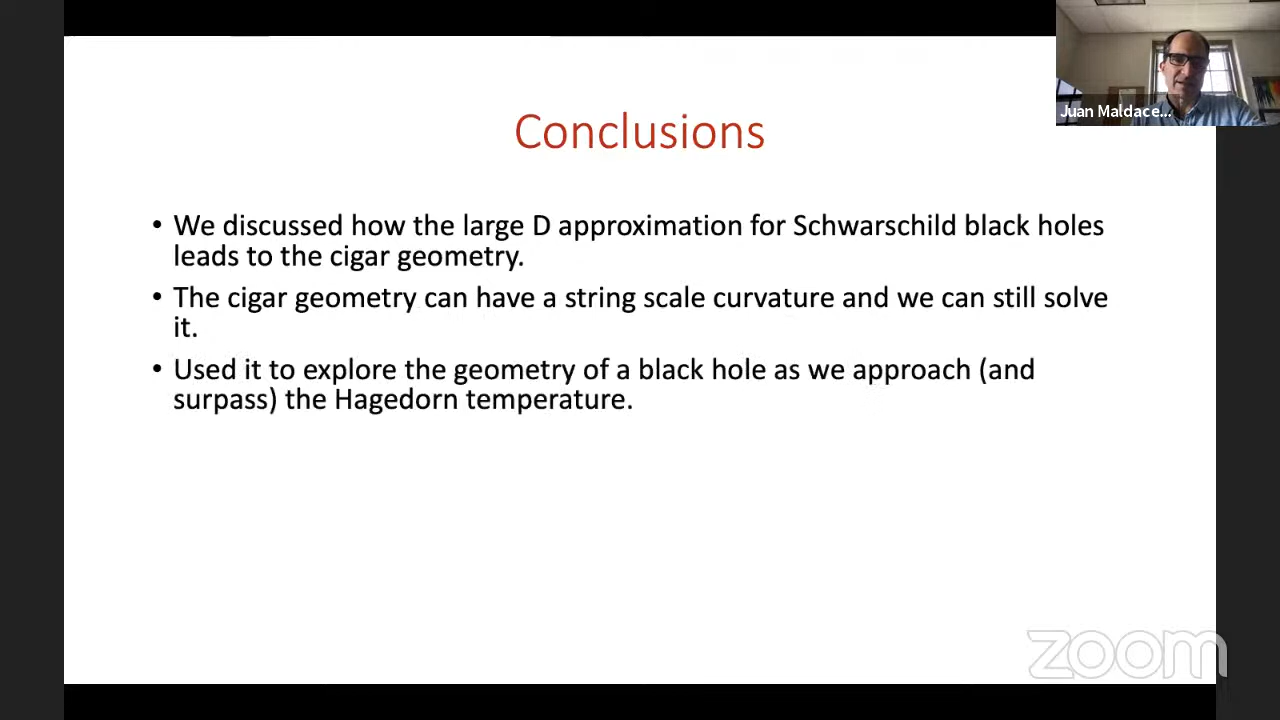 Juan Maldace...
Conclusions
• We discussed how the large D approximation for Schwarschild black holes
leads to the cigar geometry.
• The cigar geometry can have a string scale curvature and we can still solve
it.
• Used it to explore the geometry of a black hole as we approach (and
surpass) the Hagedorn temperature.
zoom